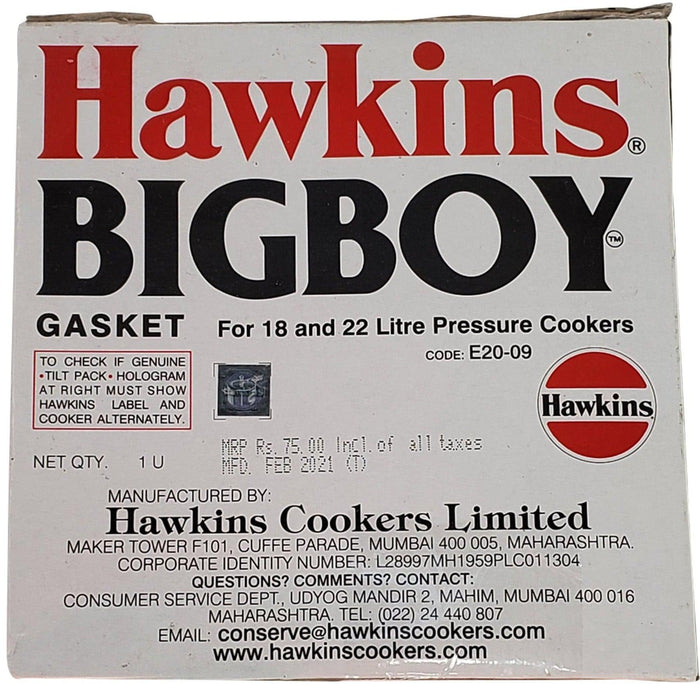 Hawkins®
BIGBOY™
GASKET For 18 and 22 Litre Pressure Cookers
CODE: E20-09
TO CHECK IF GENUINE
•TILT PACK• HOLOGRAM
AT RIGHT MUST SHOW
HAWKINS LABEL AND
COOKER ALTERNATELY.
Hawkins
MRP Rs. 75.00 Incl. of all taxes
MFD. FEB 2021 (T)
NET QTY. 1 U
MANUFACTURED BY:
Hawkins Cookers Limited
MAKER TOWER F101, CUFFE PARADE, MUMBAI 400 005, MAHARASHTRA.
CORPORATE IDENTITY NUMBER: L28997MH1959PLC011304
QUESTIONS? COMMENTS? CONTACT:
CONSUMER SERVICE DEPT., UDYOG MANDIR 2, MAHIM, MUMBAI 400 016
MAHARASHTRA. TEL: (022) 24 440 807
EMAIL: conserve@hawkinscookers.com
www.hawkinscookers.com